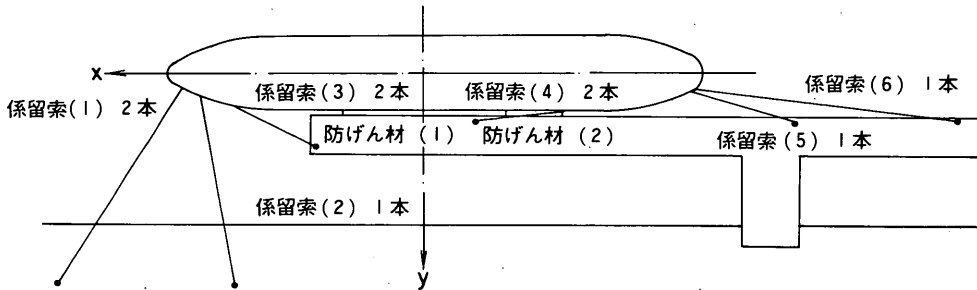 x
係留索(3) 2本
係留索(4) 2本
係留索(6) 1本
係留索(1) 2本
防げん材 (1)
防げん材 (2)
係留索(5) 1本
係留索(2) 1本
y